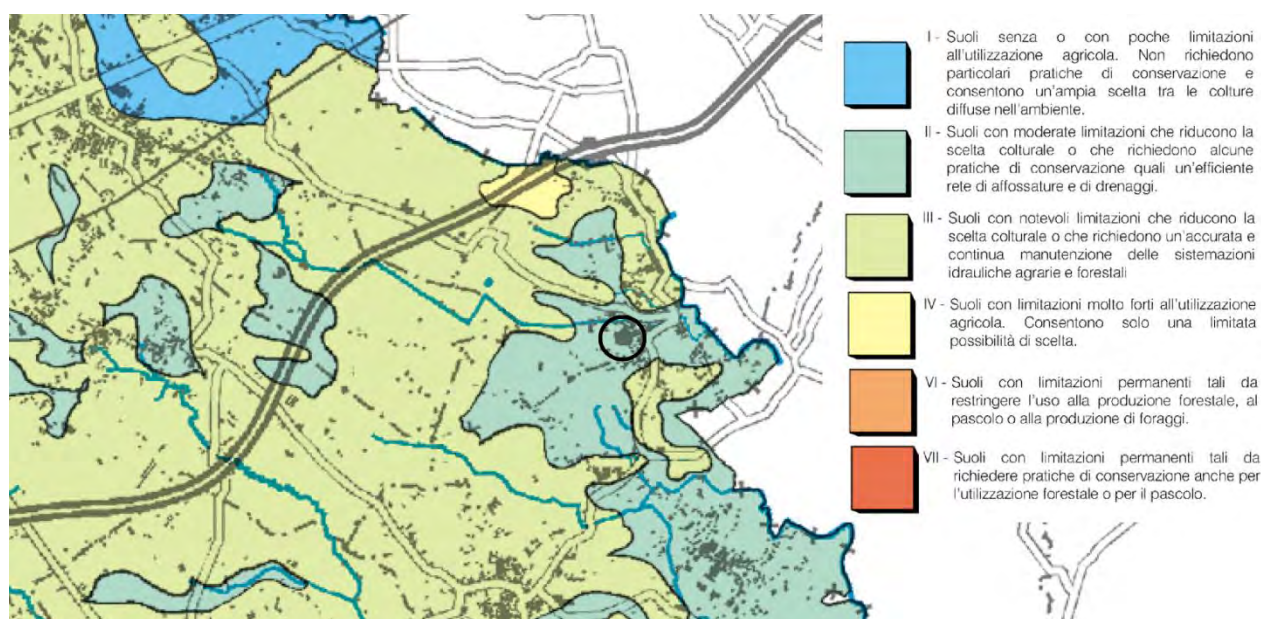 I - Suoli senza o con poche limitazioni
all'utilizzazione agricola. Non richiedono
particolari pratiche di conservazione e
consentono un'ampia scelta tra le colture
diffuse nell'ambiente.
II - Suoli con moderate limitazioni che riducono la
scelta colturale o che richiedono alcune
pratiche di conservazione quali un'efficiente
rete di affossature e di drenaggi.
III - Suoli con notevoli limitazioni che riducono la
scelta colturale o che richiedono un'accurata e
continua manutenzione delle sistemazioni
idrauliche agrarie e forestali
IV - Suoli con limitazioni molto forti all'utilizzazione
agricola. Consentono solo una limitata
possibilità di scelta.
VI - Suoli con limitazioni permanenti tali da
restringere l'uso alla produzione forestale, al
pascolo o alla produzione di foraggi.
VII - Suoli con limitazioni permanenti tali da
richiedere pratiche di conservazione anche per
l'utilizzazione forestale o per il pascolo.